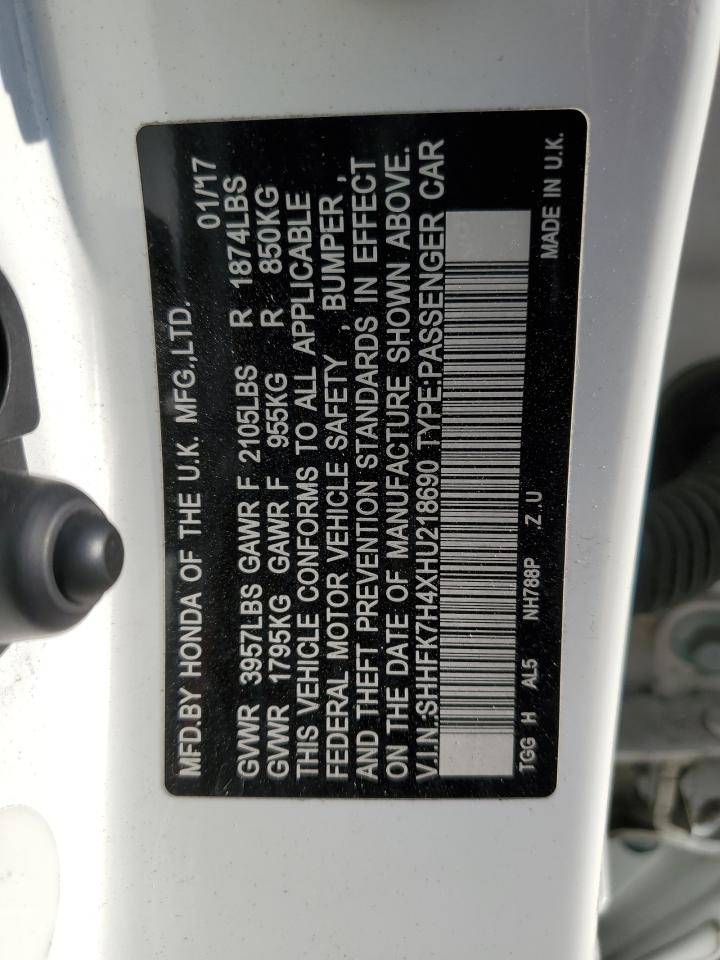 MFD.BY HONDA OF THE U.K. MFG.,LTD. 01/17
GVWR 3957LBS GAWR F 2105LBS R 1874LBS
GVWR 1795KG GAWR F 955KG R 850KG
THIS VEHICLE CONFORMS TO ALL APPLICABLE
FEDERAL MOTOR VEHICLE SAFETY , BUMPER ,
AND THEFT PREVENTION STANDARDS IN EFFECT
ON THE DATE OF MANUFACTURE SHOWN ABOVE.
V.I.N.:SHHFK7H4XHU218690 TYPE:PASSENGER CAR
TGG H AL5 NH788P .Z .U MADE IN U.K.